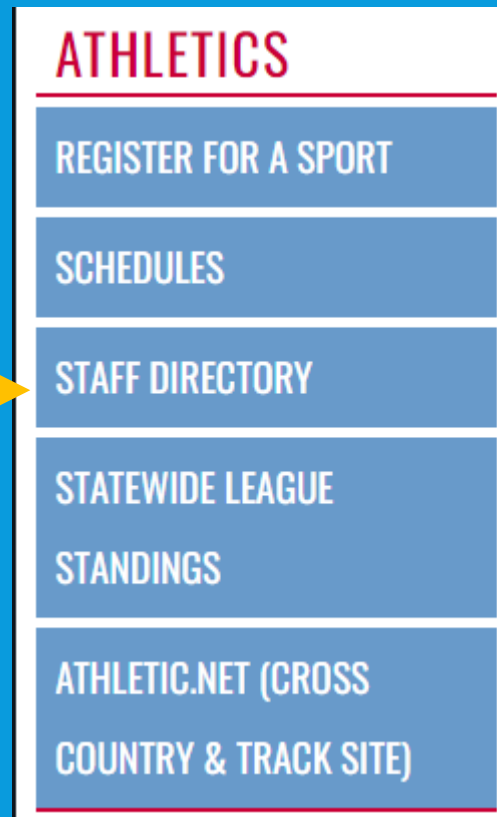 ATHLETICS
REGISTER FOR A SPORT
SCHEDULES
STAFF DIRECTORY
STATEWIDE LEAGUE
STANDINGS
ATHLETIC.NET (CROSS
COUNTRY & TRACK SITE)